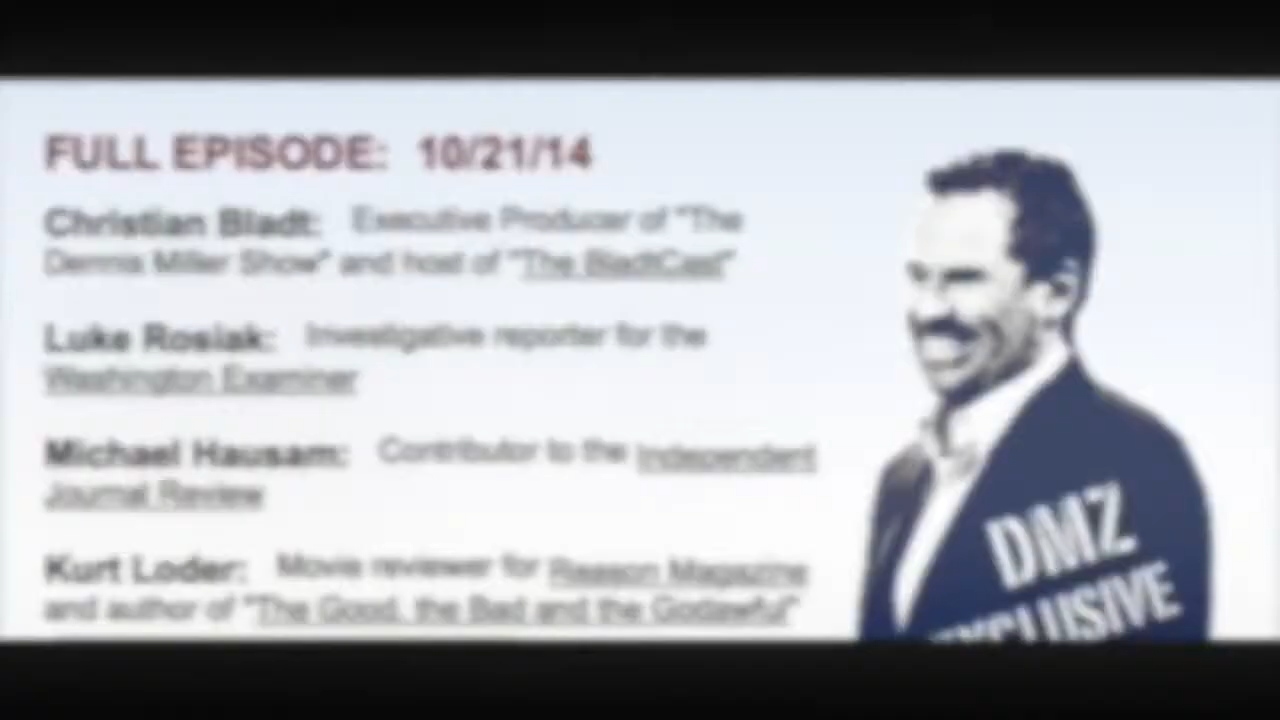 FULL EPISODE: 10/21/14
Christian Bladt: Executive Producer of "The
Dennis Miller Show" and host of "The BladtCast"
Luke Rosiak: Investigative reporter for the
Washington Examiner
Michael Hausam: Contributor to the Independent
Journal Review
Kurt Loder: Movie reviewer for Reason Magazine
and author of "The Good, the Bad and the Godawful"
DMZ
EXCLUSIVE